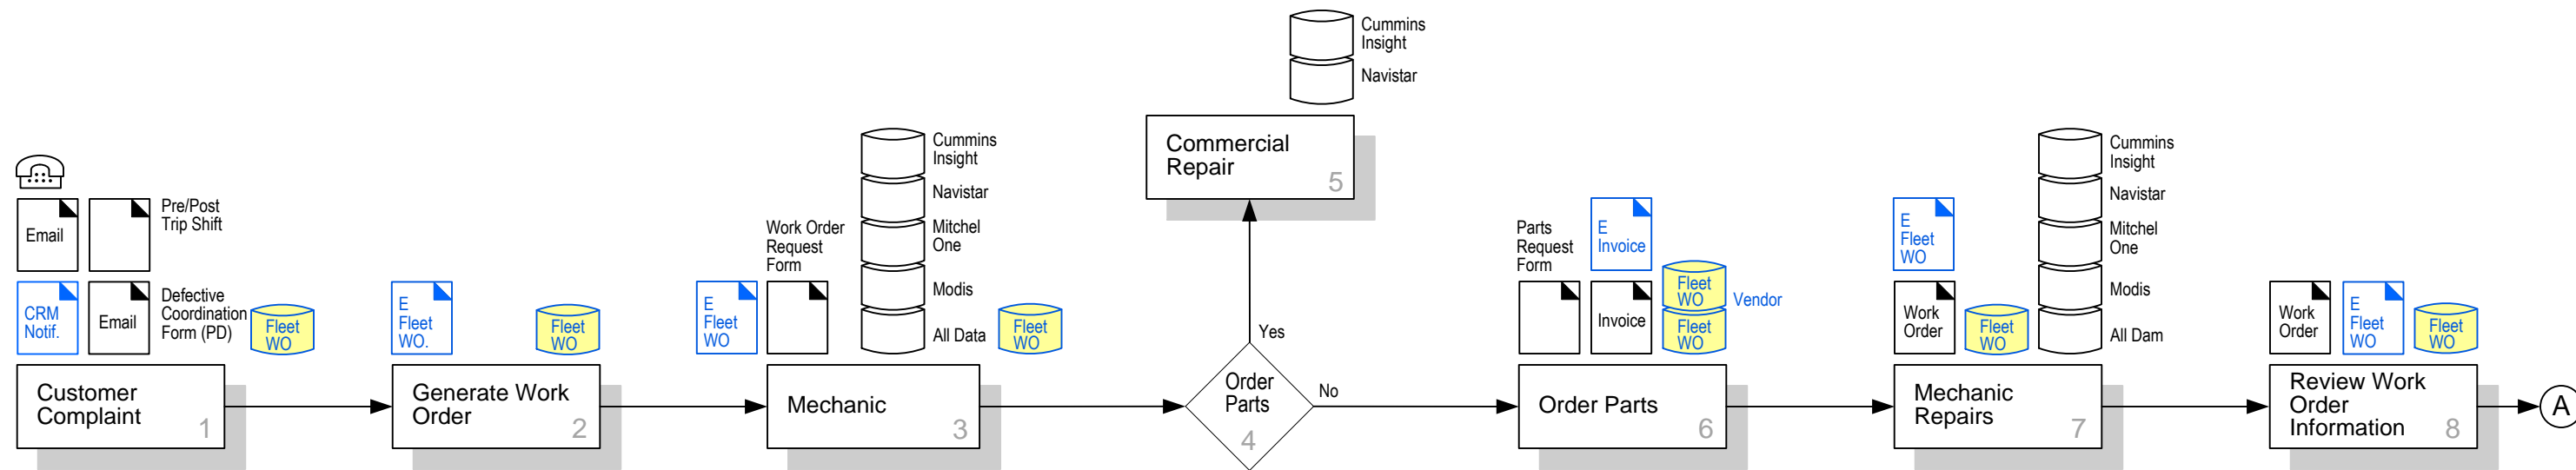 Email
Pre/Post
Trip Shift
CRM
Notif.
Email
Defective
Coordination
Form (PD)
Fleet
WO
Customer
Complaint
1
E
Fleet
WO.
Fleet
WO
Generate Work
Order
2
E
Fleet
WO
Work Order
Request
Form
Cummins
Insight
Navistar
Mitchel
One
Modis
All Data
Fleet
WO
Mechanic
3
Order
Parts
4
Yes
No
Cummins
Insight
Navistar
Commercial
Repair
5
Parts
Request
Form
E
Invoice
Invoice
Fleet
WO
Vendor
Fleet
WO
Order Parts
6
E
Fleet
WO
Work
Order
Fleet
WO
Cummins
Insight
Navistar
Mitchel
One
Modis
All Dam
Mechanic
Repairs
7
Work
Order
E
Fleet
WO
Fleet
WO
Review Work
Order
Information
8
A